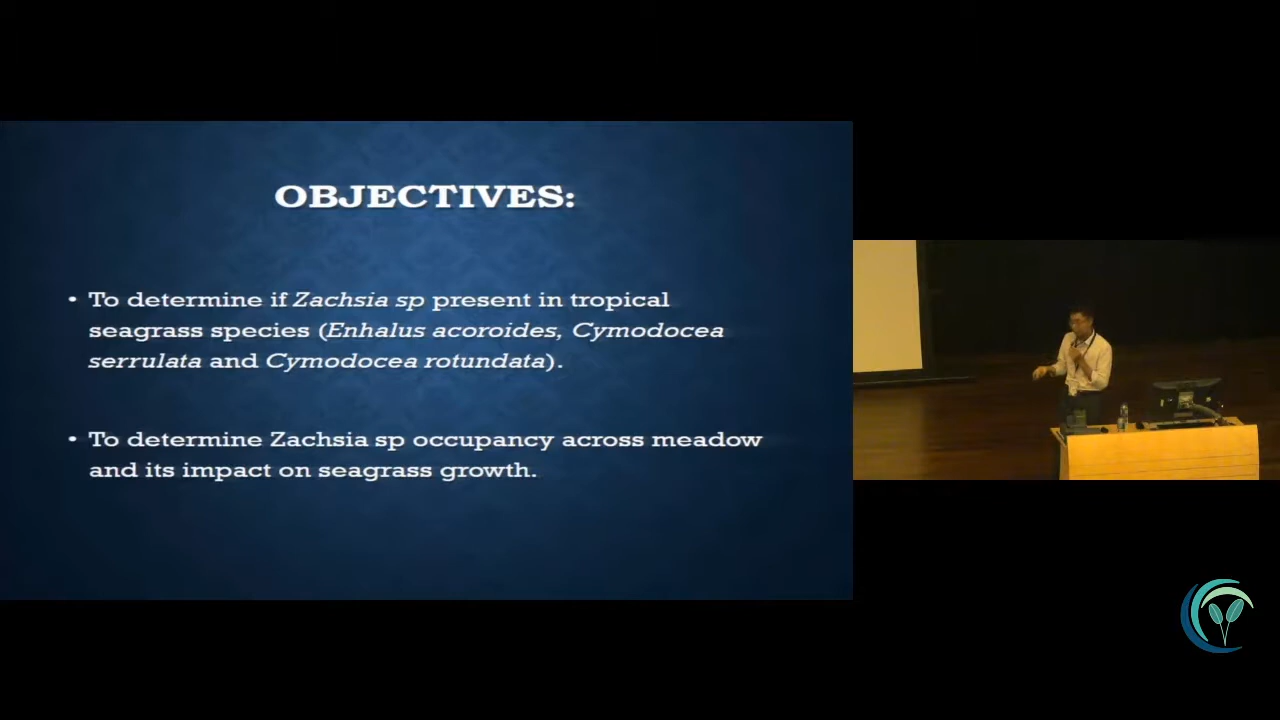 OBJECTIVES:
• To determine if Zachsia sp present in tropical
seagrass species (Enhalus acoroides, Cymodocea
serrulata and Cymodocea rotundata).
• To determine Zachsia sp occupancy across meadow
and its impact on seagrass growth.